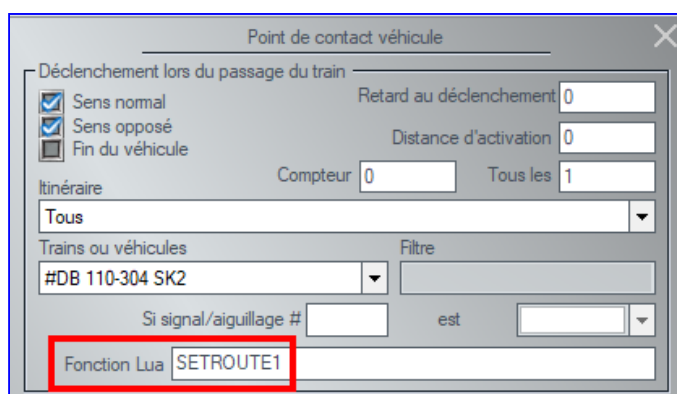 Point de contact véhicule
Déclenchement lors du passage du train
Sens normal
Retard au déclenchement 0
Sens opposé
Distance d'activation 0
Fin du véhicule
Compteur 0 Tous les 1
Itinéraire
Tous
Trains ou véhicules Filtre
#DB 110-304 SK2
Si signal/aiguillage # est
Fonction Lua SETROUTE1